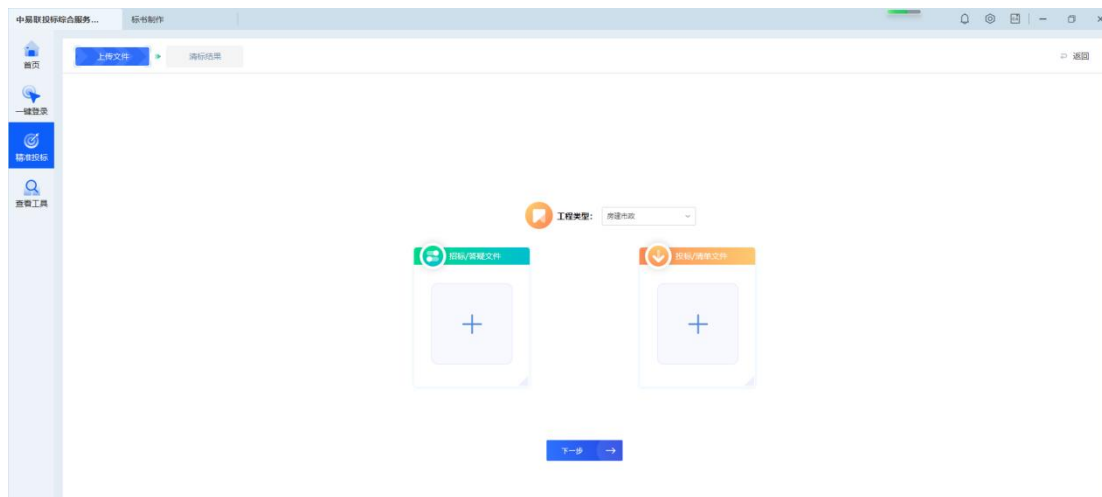 中易联投标综合服务...
标书制作
首页
上传文件
清标结果
返回
一键登录
精准投标
查看工具
工程类型：
房建市政
招标/答疑文件
投标/清单文件
下一步